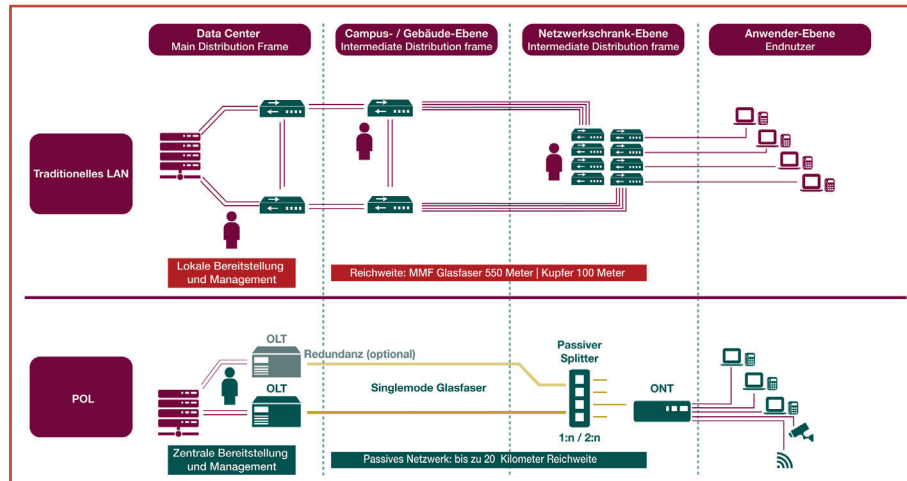 Data Center
Main Distribution Frame
Campus- / Gebäude-Ebene
Intermediate Distribution frame
Netzwerkschrank-Ebene
Intermediate Distribution frame
Anwender-Ebene
Endnutzer
Traditionelles LAN
Lokale Bereitstellung
und Management
Reichweite: MMF Glasfaser 550 Meter | Kupfer 100 Meter
POL
OLT
Redundanz (optional)
OLT
Singlemode Glasfaser
Passiver
Splitter
1:n / 2:n
ONT
Zentrale Bereitstellung
und Management
Passives Netzwerk: bis zu 20 Kilometer Reichweite